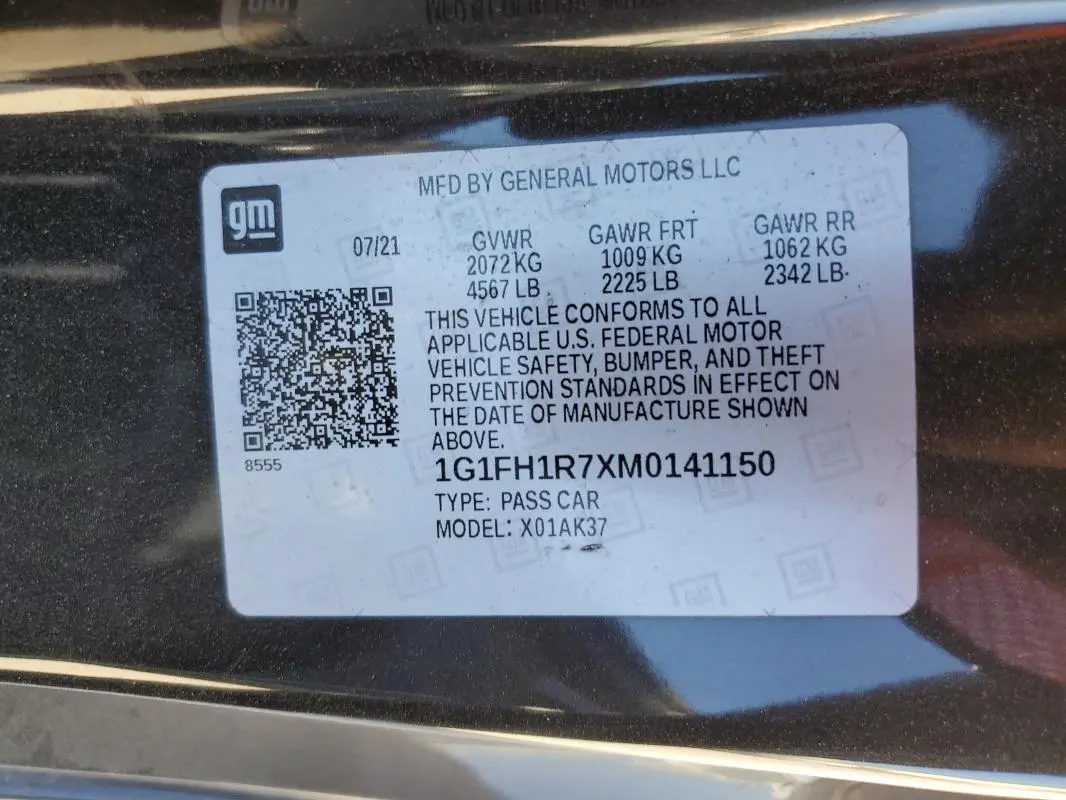 MFD BY GENERAL MOTORS LLC
gm
07/21
GVWR GAWR FRT GAWR RR
2072 KG 1009 KG 1062 KG
4567 LB 2225 LB 2342 LB
THIS VEHICLE CONFORMS TO ALL
APPLICABLE U.S. FEDERAL MOTOR
VEHICLE SAFETY, BUMPER, AND THEFT
PREVENTION STANDARDS IN EFFECT ON
THE DATE OF MANUFACTURE SHOWN
ABOVE.
8555
1G1FH1R7XM0141150
TYPE: PASS CAR
MODEL: X01AK37